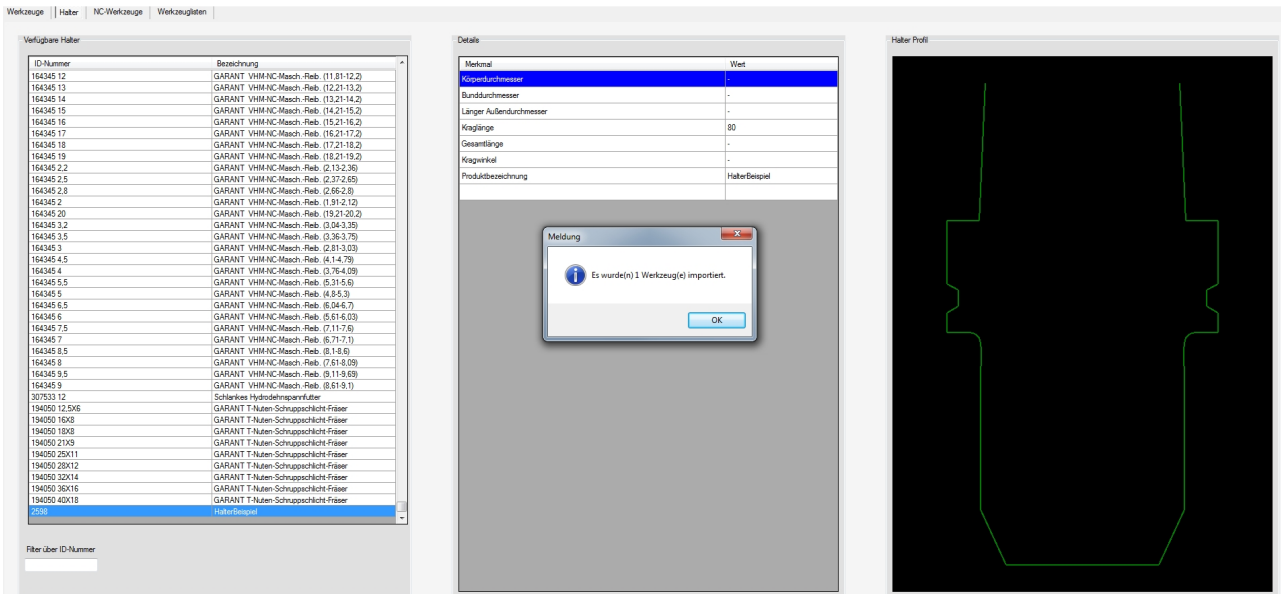 Werkzeuge Halter NC-Werkzeuge Werkzeuglisten
Verfügbare Halter
ID-Nummer Bezeichnung
164345 12 GARANT VHM-NC-Masch.-Reib. (11,81-12,2)
164345 13 GARANT VHM-NC-Masch.-Reib. (12,21-13,2)
164345 14 GARANT VHM-NC-Masch.-Reib. (13,21-14,2)
164345 15 GARANT VHM-NC-Masch.-Reib. (14,21-15,2)
164345 16 GARANT VHM-NC-Masch.-Reib. (15,21-16,2)
164345 17 GARANT VHM-NC-Masch.-Reib. (16,21-17,2)
164345 18 GARANT VHM-NC-Masch.-Reib. (17,21-18,2)
164345 19 GARANT VHM-NC-Masch.-Reib. (18,21-19,2)
164345 2,2 GARANT VHM-NC-Masch.-Reib. (2,13-2,36)
164345 2,5 GARANT VHM-NC-Masch.-Reib. (2,37-2,65)
164345 2,8 GARANT VHM-NC-Masch.-Reib. (2,66-2,8)
164345 2 GARANT VHM-NC-Masch.-Reib. (1,91-2,12)
164345 20 GARANT VHM-NC-Masch.-Reib. (19,21-20,2)
164345 3,2 GARANT VHM-NC-Masch.-Reib. (3,04-3,35)
164345 3,5 GARANT VHM-NC-Masch.-Reib. (3,36-3,75)
164345 3 GARANT VHM-NC-Masch.-Reib. (2,81-3,03)
164345 4,5 GARANT VHM-NC-Masch.-Reib. (4,1-4,79)
164345 4 GARANT VHM-NC-Masch.-Reib. (3,76-4,09)
164345 5,5 GARANT VHM-NC-Masch.-Reib. (5,31-5,6)
164345 5 GARANT VHM-NC-Masch.-Reib. (4,8-5,3)
164345 6,5 GARANT VHM-NC-Masch.-Reib. (6,04-6,7)
164345 6 GARANT VHM-NC-Masch.-Reib. (5,61-6,03)
164345 7,5 GARANT VHM-NC-Masch.-Reib. (7,11-7,6)
164345 7 GARANT VHM-NC-Masch.-Reib. (6,71-7,1)
164345 8,5 GARANT VHM-NC-Masch.-Reib. (8,1-8,6)
164345 8 GARANT VHM-NC-Masch.-Reib. (7,61-8,09)
164345 9,5 GARANT VHM-NC-Masch.-Reib. (9,11-9,69)
164345 9 GARANT VHM-NC-Masch.-Reib. (8,61-9,1)
307533 12 Schlankes Hydrodehnspannfutter
194050 12,5X6 GARANT T-Nuten-Schruppschlicht-Fräser
194050 16X8 GARANT T-Nuten-Schruppschlicht-Fräser
194050 18X8 GARANT T-Nuten-Schruppschlicht-Fräser
194050 21X9 GARANT T-Nuten-Schruppschlicht-Fräser
194050 25X11 GARANT T-Nuten-Schruppschlicht-Fräser
194050 28X12 GARANT T-Nuten-Schruppschlicht-Fräser
194050 32X14 GARANT T-Nuten-Schruppschlicht-Fräser
194050 36X16 GARANT T-Nuten-Schruppschlicht-Fräser
194050 40X18 GARANT T-Nuten-Schruppschlicht-Fräser
2598 HalterBeispiel
Filter über ID-Nummer
Details
Merkmal Wert
Körperdurchmesser -
Bunddurchmesser -
Länger Außendurchmesser -
Kraglänge 80
Gesamtlänge -
Kragwinkel -
Produktbezeichnung HalterBeispiel
Meldung
Es wurde(n) 1 Werkzeug(e) importiert.
OK
Halter Profil